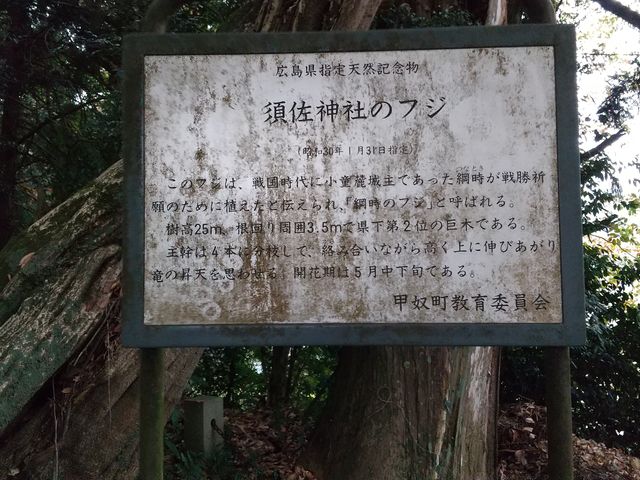 広島県指定天然記念物
須佐神社のフジ
(昭和30年1月31日指定)
このフジは、戦国時代に小童麓城主であった綱時が戦勝祈
願のために植えたと伝えられ、「綱時のフジ」と呼ばれる。
樹高25m、根回り周囲3.5mで県下第2位の巨木である。
主幹は4本に分枝して、絡み合いながら高く上に伸びあがり
竜の昇天を思わせる。開花期は5月中下旬である。
甲奴町教育委員会